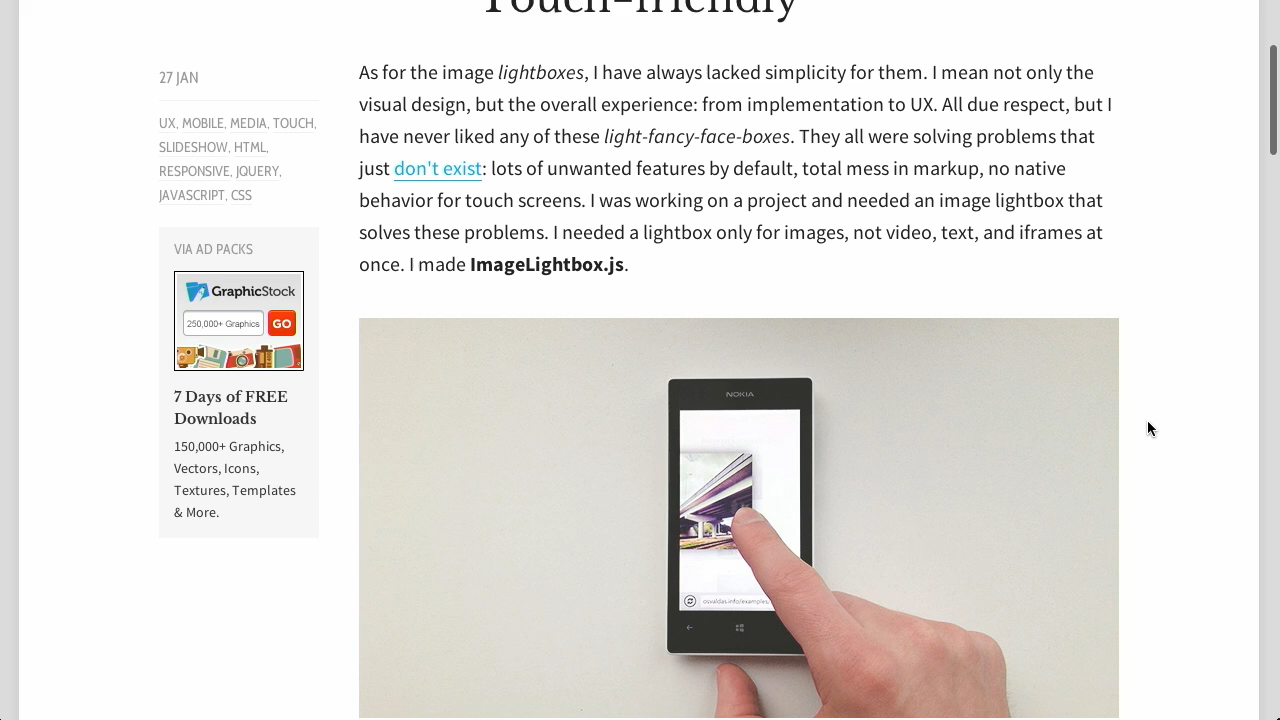 Touch-friendly
27 JAN
UX, MOBILE, MEDIA, TOUCH,
SLIDESHOW, HTML,
RESPONSIVE, JQUERY,
JAVASCRIPT, CSS
VIA AD PACKS
GraphicStock
250,000+ Graphics GO
7 Days of FREE
Downloads
150,000+ Graphics,
Vectors, Icons,
Textures, Templates
& More.
As for the image lightboxes, I have always lacked simplicity for them. I mean not only the
visual design, but the overall experience: from implementation to UX. All due respect, but I
have never liked any of these light-fancy-face-boxes. They all were solving problems that
just don't exist: lots of unwanted features by default, total mess in markup, no native
behavior for touch screens. I was working on a project and needed an image lightbox that
solves these problems. I needed a lightbox only for images, not video, text, and iframes at
once. I made ImageLightbox.js.
NOKIA
osvaldas.info/examples,